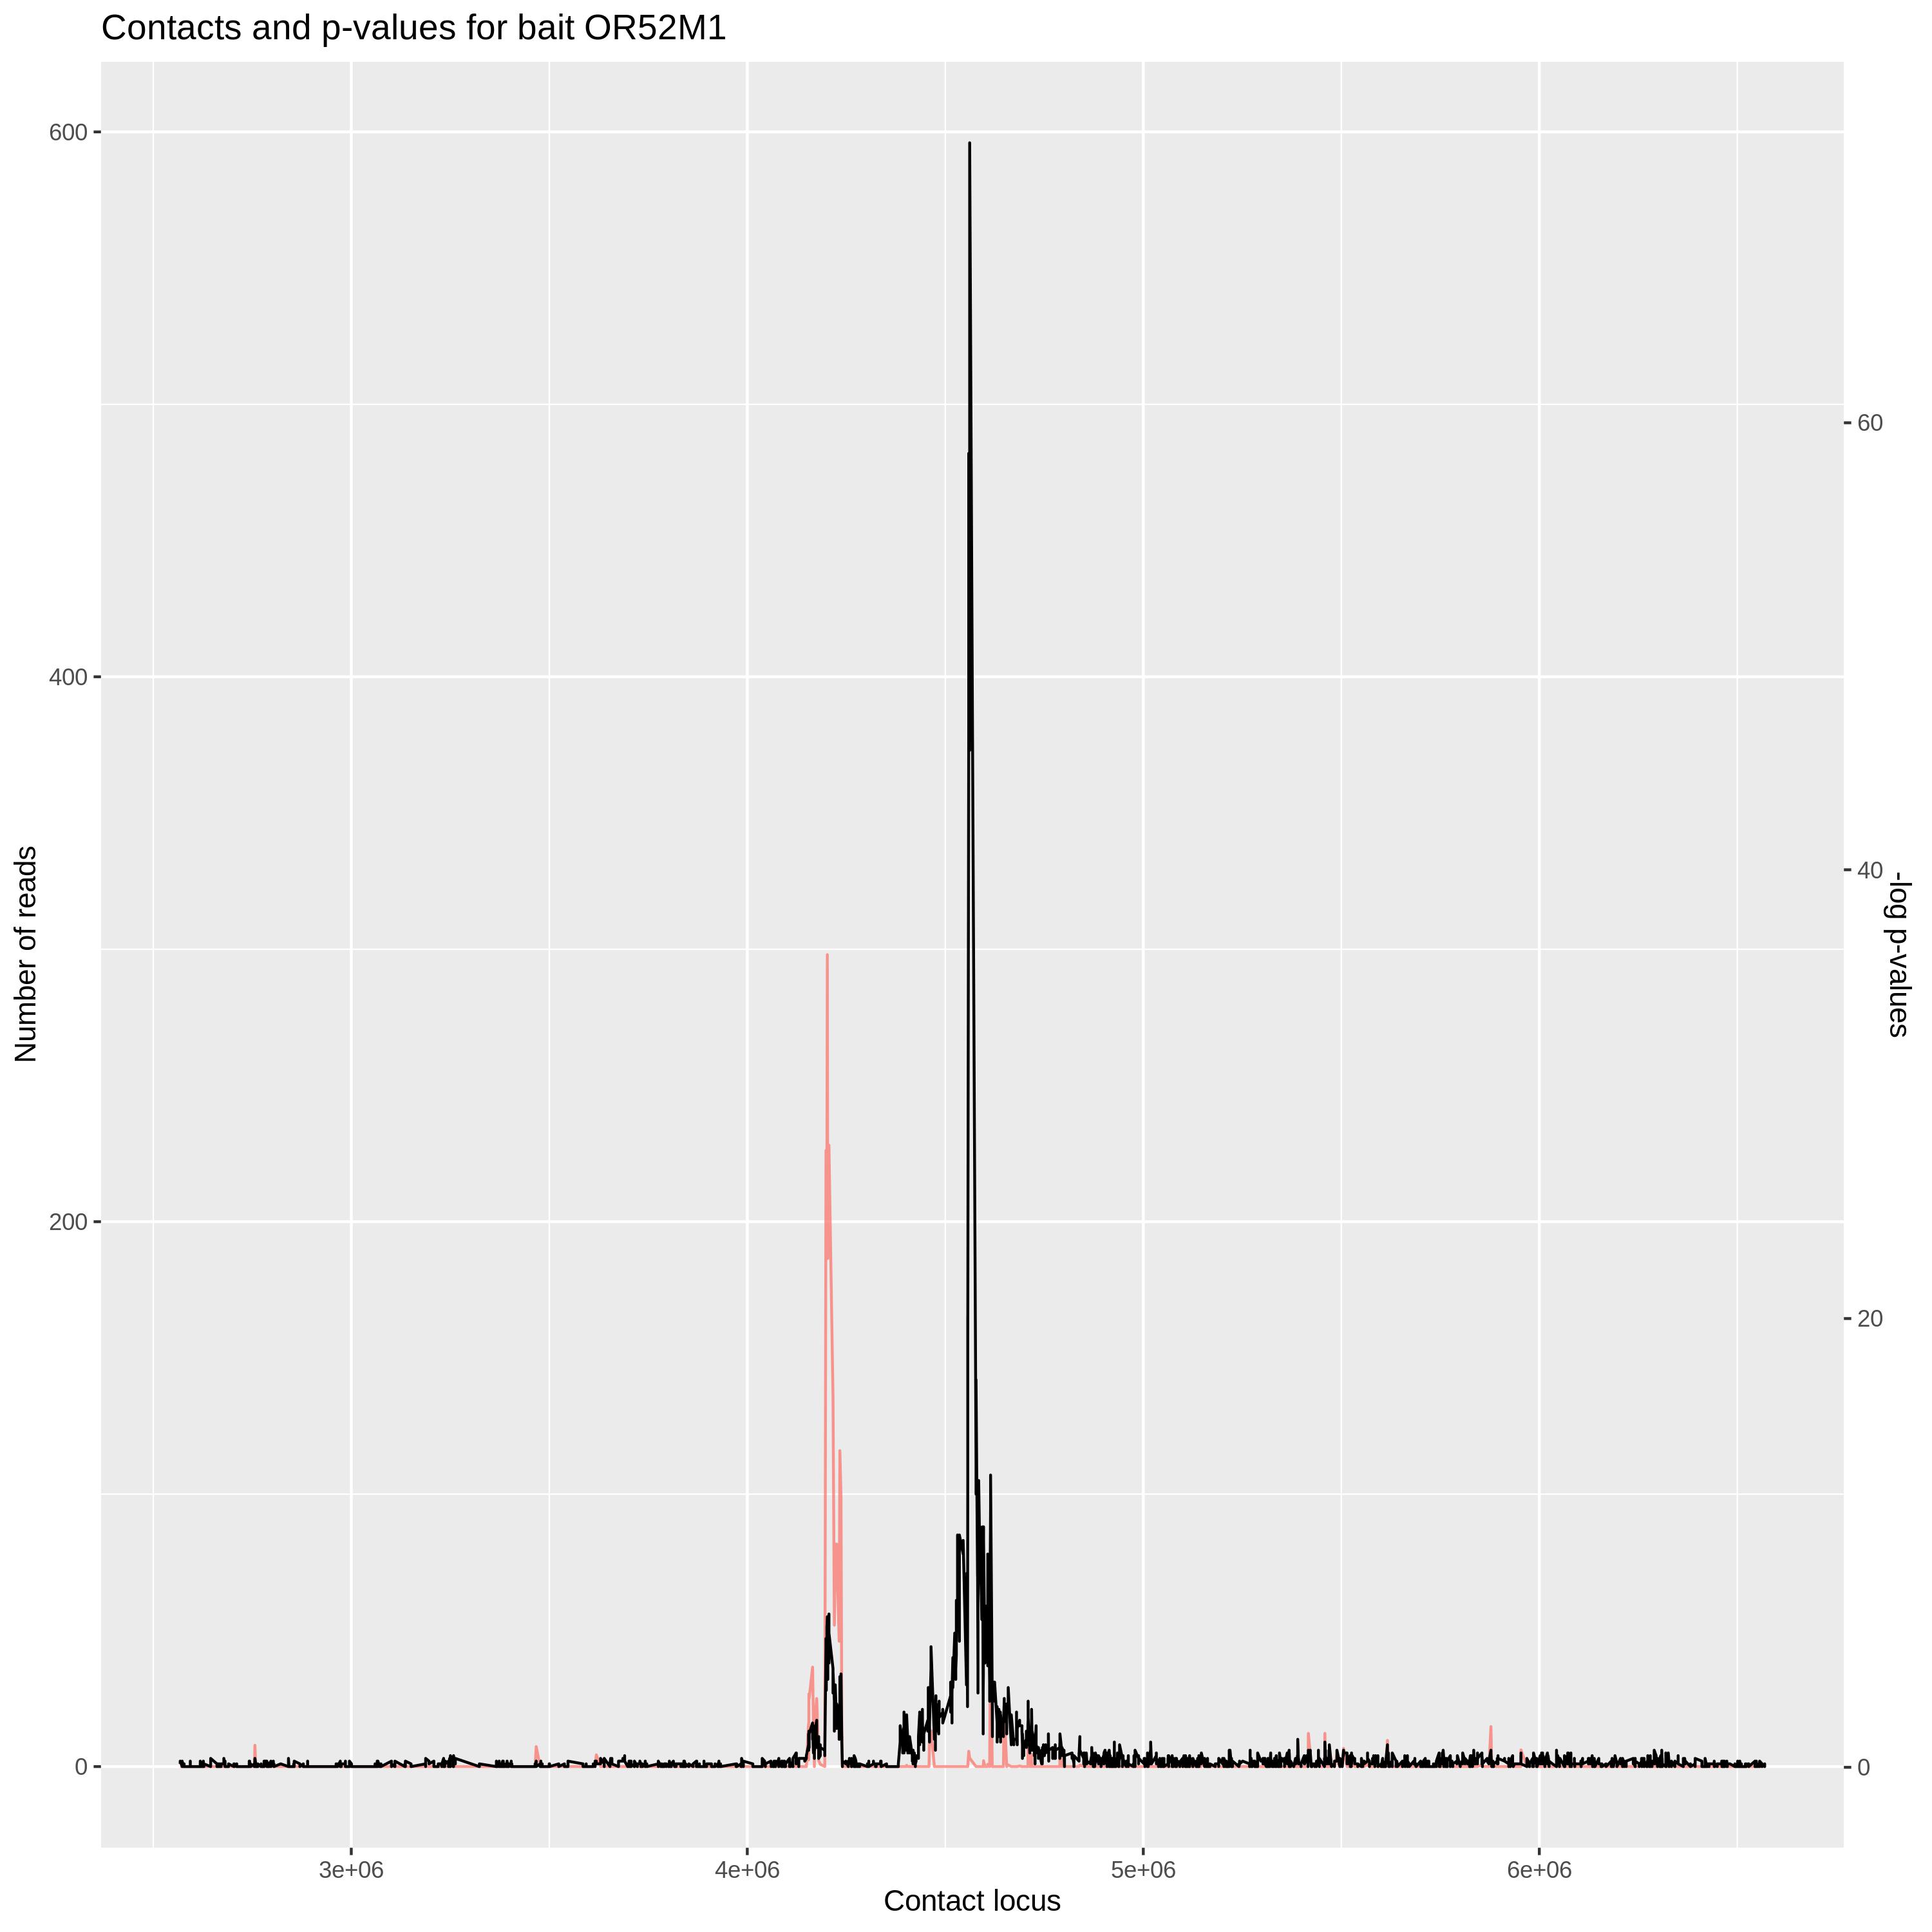 Contacts and p-values for bait OR52M1
600
400
200
0
60
40
20
0
Number of reads
-log p-values
3e+06
4e+06
5e+06
6e+06
Contact locus